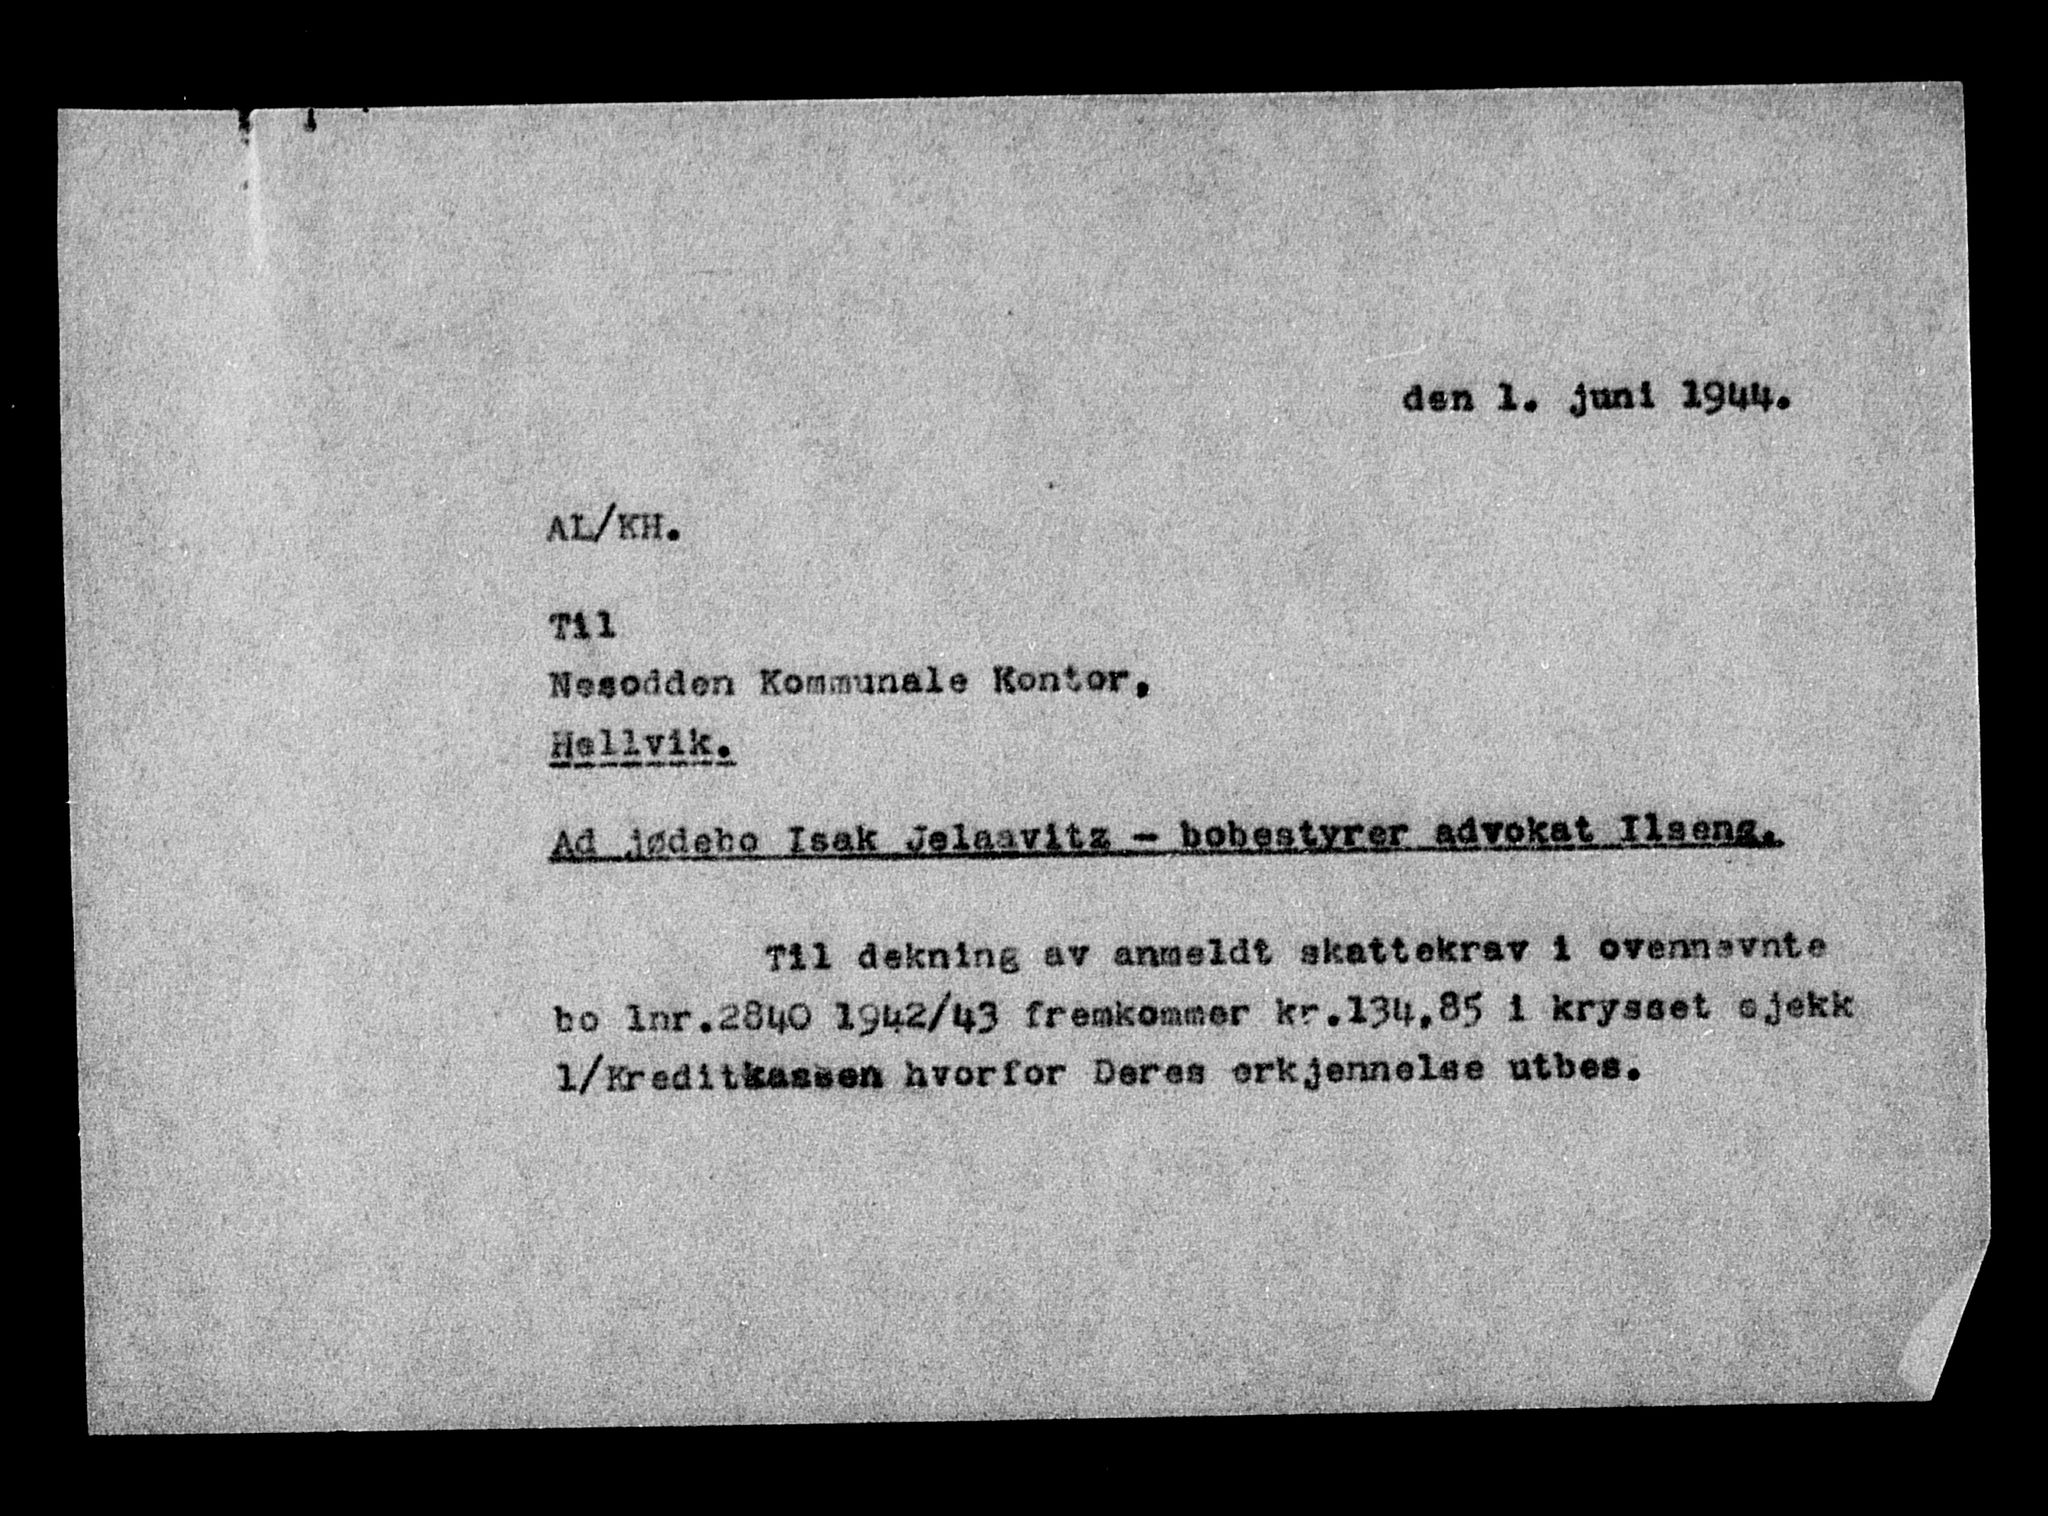 den 1. juni 1944.
AL/KH.
Til
Nesodden Kommunale Kontor,
Hellvik.
Ad jødebo Isak Jelaavitz - bobestyrer advokat Ilseng.
Til dekning av anmeldt skattekrav i ovennevnte
bo lnr.2840 1942/43 fremkommer kr.134,85 i krysset sjekk
1/Kreditkassen hvorfor Deres erkjennelse utbes.